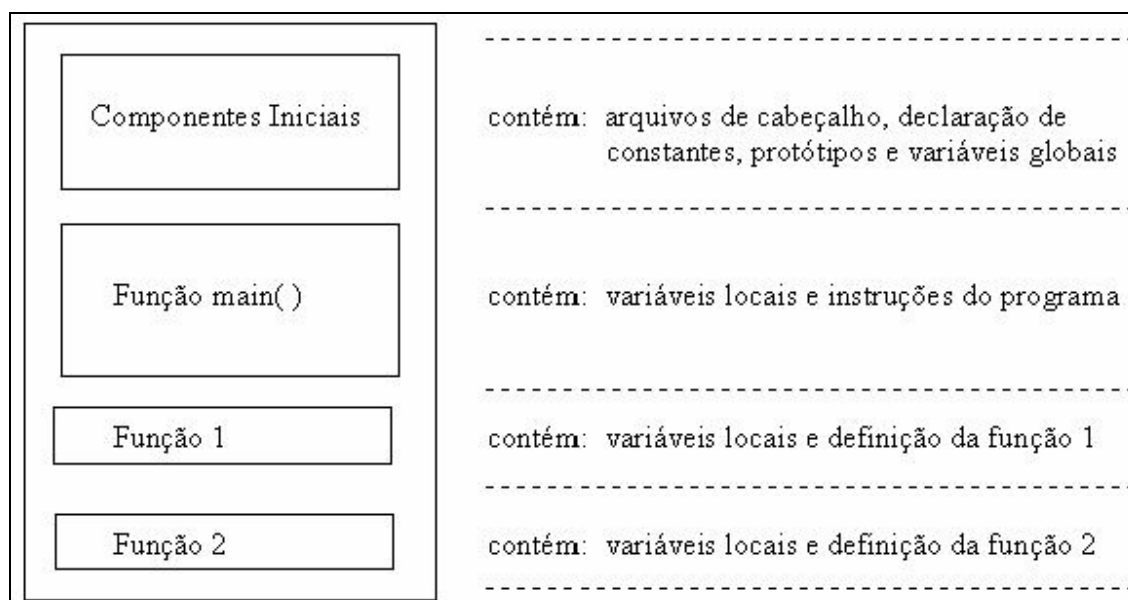 Componentes Iniciais
contém: arquivos de cabeçalho, declaração de
constantes, protótipos e variáveis globais
Função main( )
contém: variáveis locais e instruções do programa
Função 1
contém: variáveis locais e definição da função 1
Função 2
contém: variáveis locais e definição da função 2